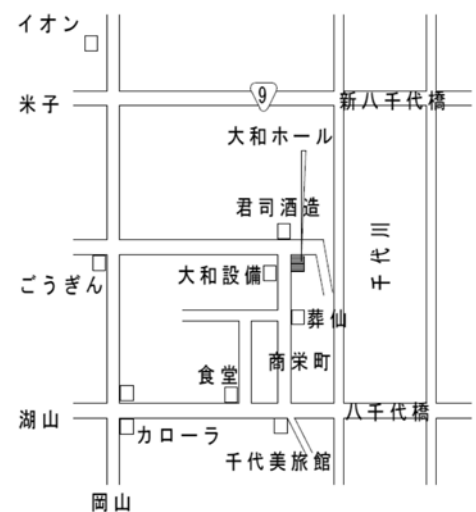 イオン
9
米子
新八千代橋
大和ホール
君司酒造
千代川
ごうぎん
大和設備
葬仙
商栄町
食堂
八千代橋
湖山
カローラ
千代美旅館
岡山